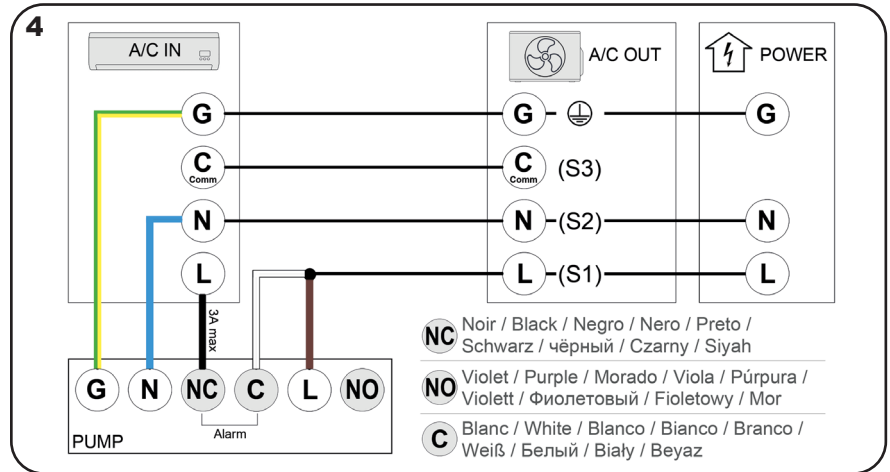 4
A/C IN
A/C OUT
POWER
G
G
G
C
Comm
C
Comm
(S3)
N
N
(S2)
N
L
L
(S1)
L
3A max
G
N
NC
C
L
NO
Alarm
PUMP
NC
Noir / Black / Negro / Nero / Preto /
Schwarz / чёрный / Czarny / Siyah
NO
Violet / Purple / Morado / Viola / Púrpura /
Violett / Фиолетовый / Fioletowy / Mor
C
Blanc / White / Blanco / Bianco / Branco /
Weiß / Белый / Biały / Beyaz